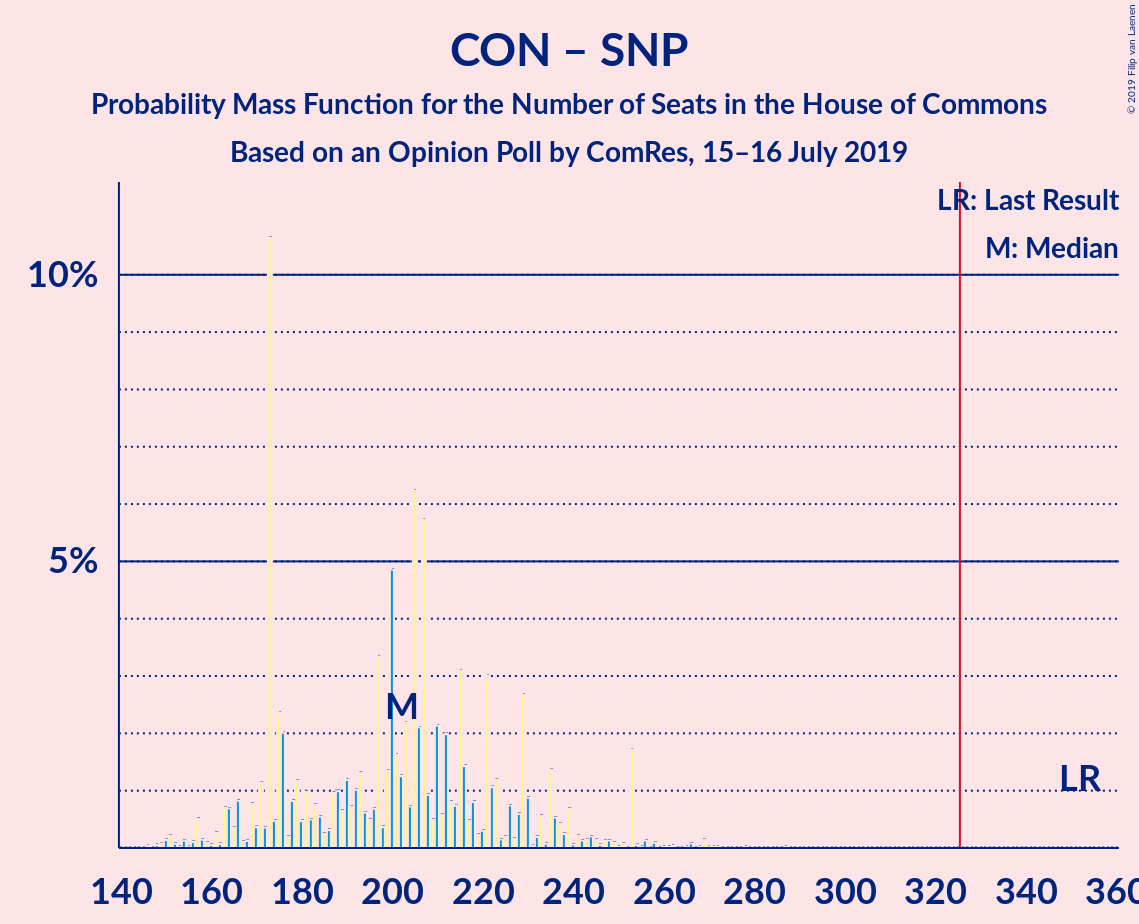 CON – SNP
Probability Mass Function for the Number of Seats in the House of Commons
Based on an Opinion Poll by ComRes, 15–16 July 2019
© 2019 Filip van Laenen
LR: Last Result
M: Median
10%
5%
M
LR
140 160 180 200 220 240 260 280 300 320 340 360